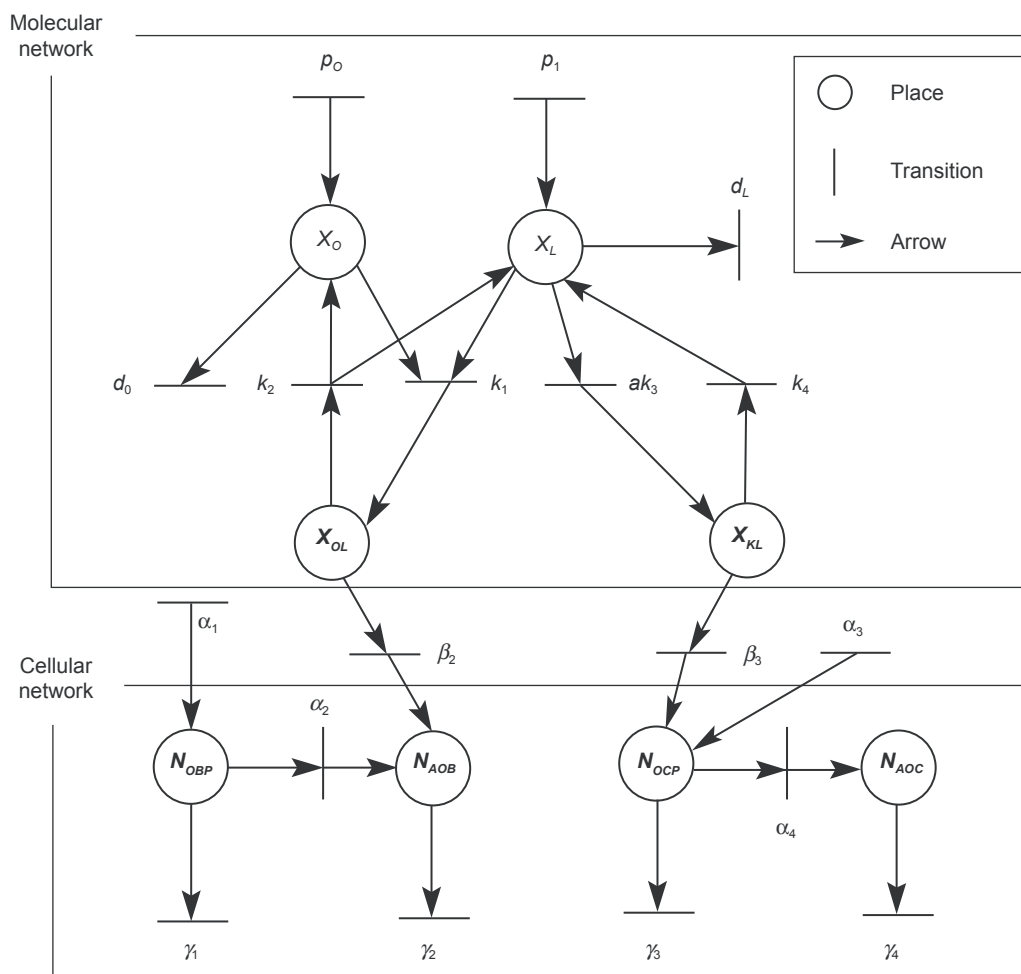 Molecular
network
p_O p_1
Place
Transition
Arrow
d_L
X_O X_L
d_0 k_2 k_1 ak_3 k_4
X_OL X_KL
α_1 β_2 β_3 α_3
Cellular
network
α_2
N_OBP N_AOB N_OCP N_AOC
α_4
γ_1 γ_2 γ_3 γ_4